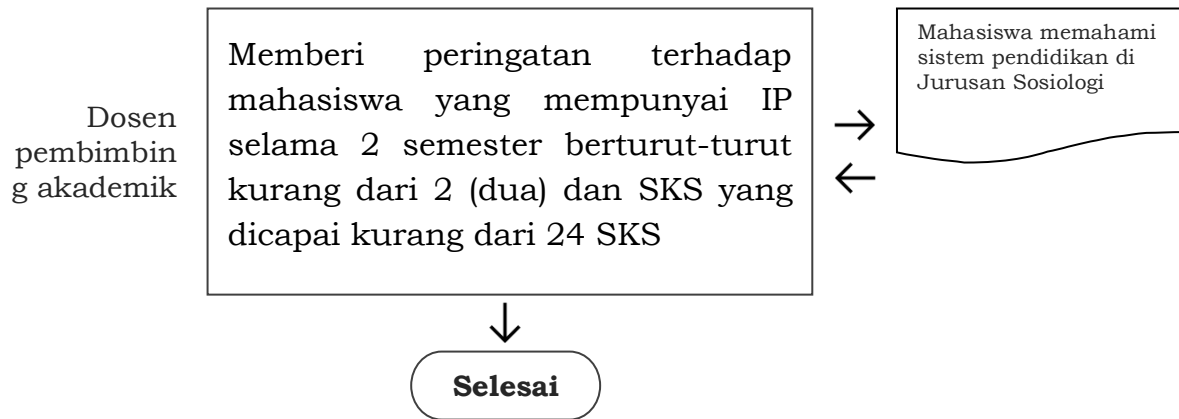 Dosen
pembimbin
g akademik
Memberi peringatan terhadap
mahasiswa yang mempunyai IP
selama 2 semester berturut-turut
kurang dari 2 (dua) dan SKS yang
dicapai kurang dari 24 SKS
Mahasiswa memahami
sistem pendidikan di
Jurusan Sosiologi
Selesai